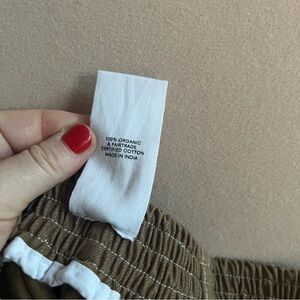 100% ORGANIC
& FAIRTRADE
CERTIFIED COTTON
MADE IN INDIA